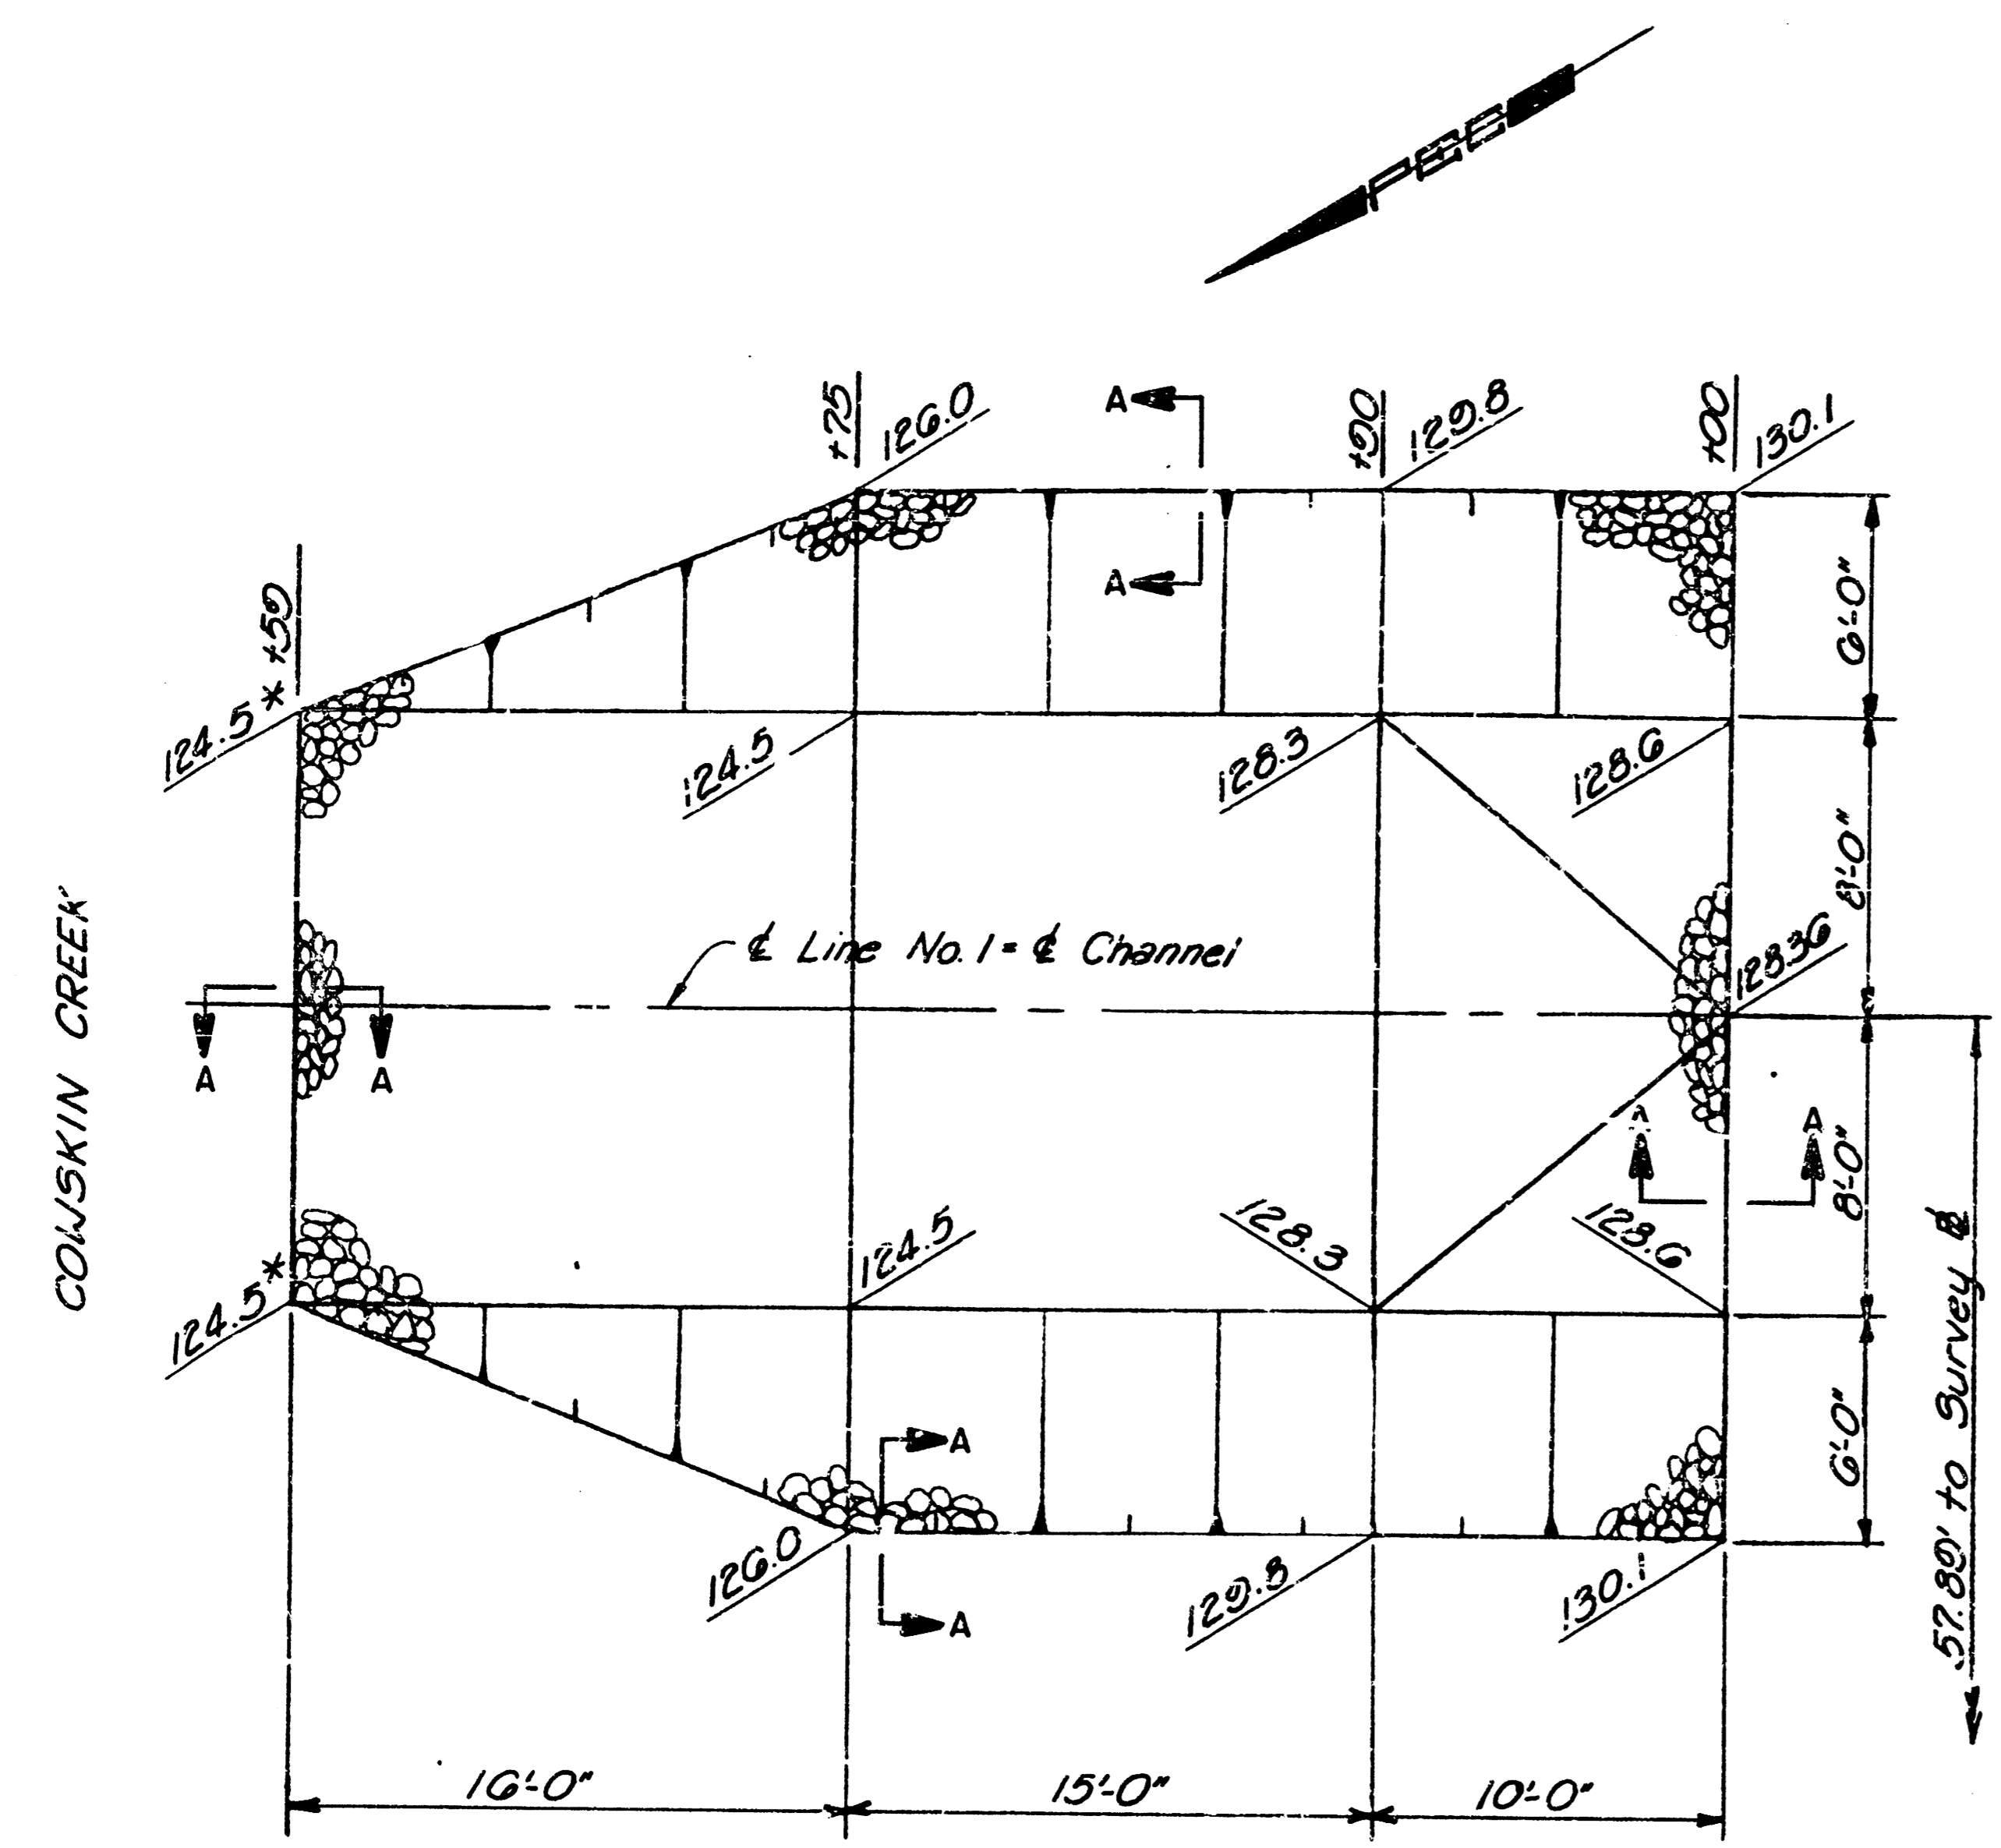 +75
126.0
A
+90
129.8
+00
130.1
+59
A
6'-0"
124.5*
124.5
128.3
128.6
8'-0"
℄ Line No. 1 = ℄ Channel
128.36
COWSKIN CREEK
A
A
A
A
8'-0"
124.5*
124.5
128.3
128.6
57.89' to Survey ℄
6'-0"
A
126.0
129.8
130.1
A
16'-0"
15'-0"
10'-0"